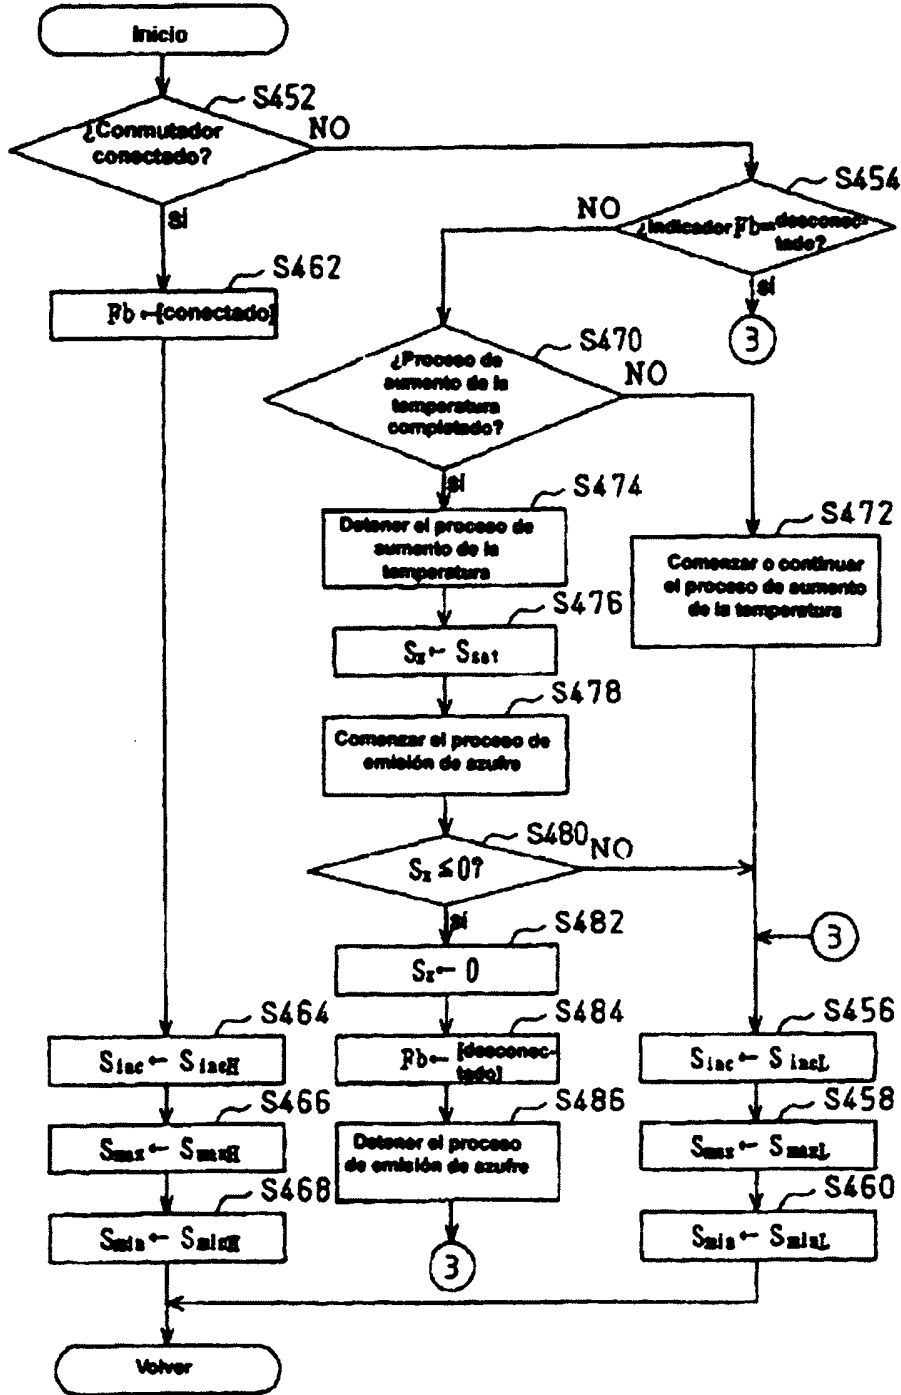 Inicio
S452
¿Conmutador
conectado?
NO
sí
S454
¿Indicador Fb=desconec-
tado?
NO
sí
3
S462
Fb ←[conectado]
S470
¿Proceso de
aumento de la
temperatura
completado?
NO
sí
S474
Detener el proceso de
aumento de la
temperatura
S472
Comenzar o continuar
el proceso de aumento
de la temperatura
S476
Sx ← Ssat
S478
Comenzar el proceso de
emisión de azufre
S480
Sx ≤ 0?
NO
sí
3
S482
Sx ← 0
S464
Sinc ← SincH
S484
Fb ← [desconec-
tado]
S456
Sinc ← SincL
S466
Smax ← SmaxH
S486
Detener el proceso
de emisión de azufre
S458
Smax ← SmaxL
S468
Smin ← SminH
S460
Smin ← SminL
3
Volver